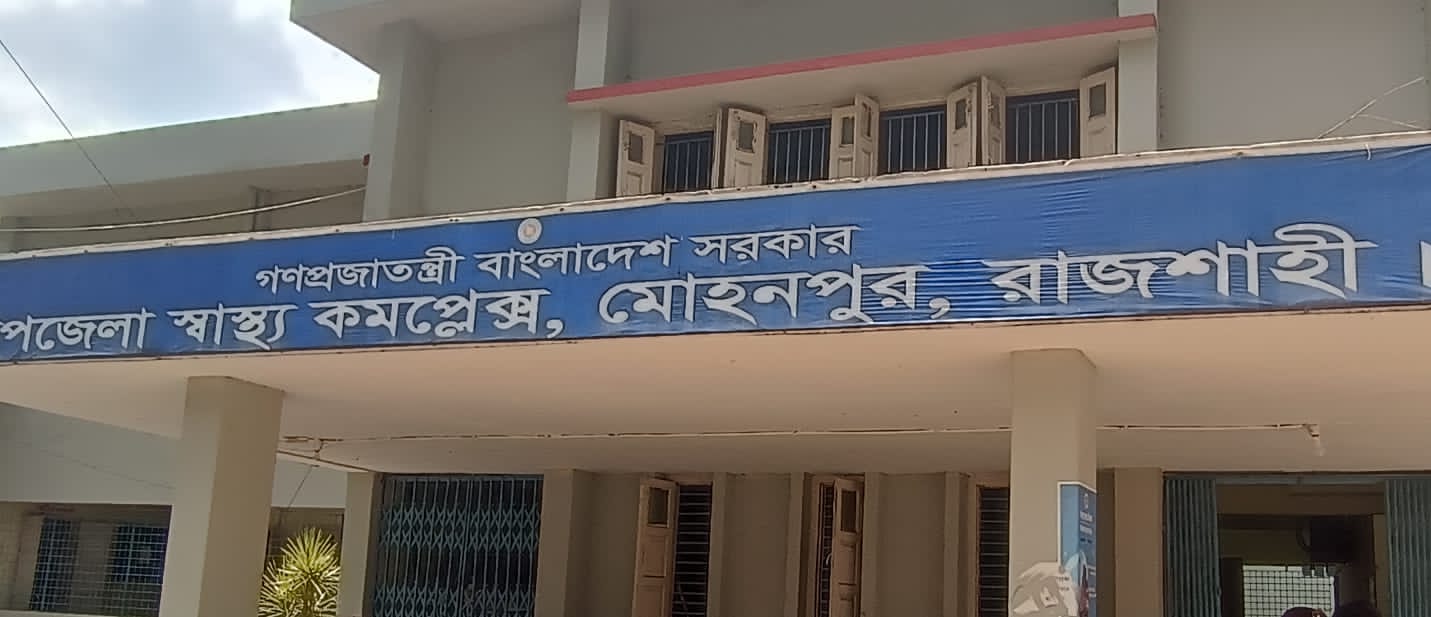 গণপ্রজাতন্ত্রী বাংলাদেশ সরকার
পজেলা স্বাস্থ্য কমপ্লেক্স, মোহনপুর, রাজশাহী।